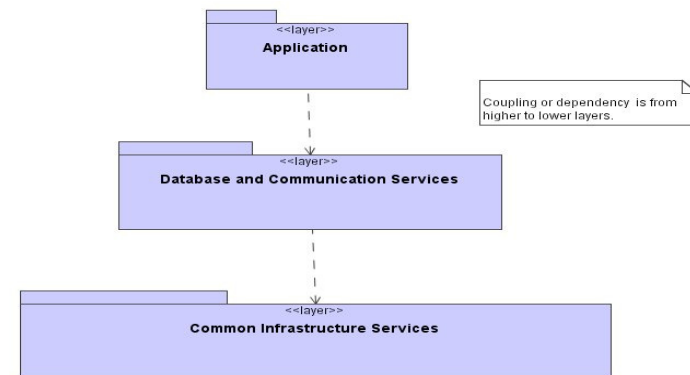 <<layer>>
Application
Coupling or dependency is from
higher to lower layers.
<<layer>>
Database and Communication Services
<<layer>>
Common Infrastructure Services